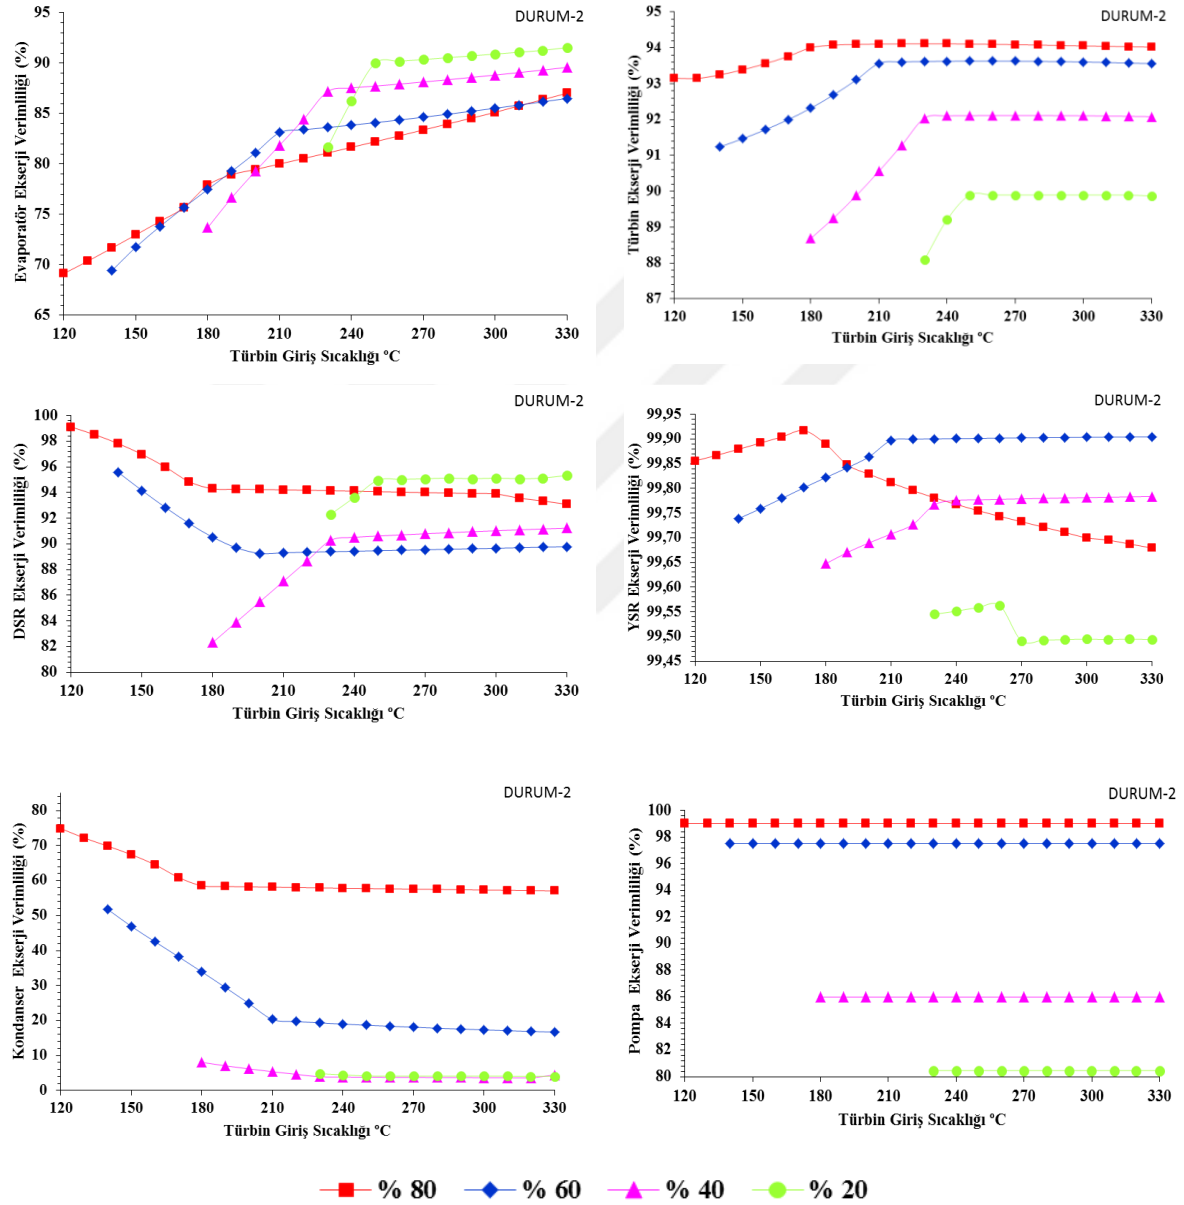 DURUM-2
95
90
85
80
75
70
65
120 150 180 210 240 270 300 330
Evaporatör Ekserji Verimliliği (%)
Türbin Giriş Sıcaklığı ºC
DURUM-2
95
94
93
92
91
90
89
88
87
120 150 180 210 240 270 300 330
Türbin Ekserji Verimliliği (%)
Türbin Giriş Sıcaklığı ºC
DURUM-2
100
98
96
94
92
90
88
86
84
82
80
120 150 180 210 240 270 300 330
DSR Ekserji Verimliliği (%)
Türbin Giriş Sıcaklığı ºC
DURUM-2
99,95
99,90
99,85
99,80
99,75
99,70
99,65
99,60
99,55
99,50
99,45
120 150 180 210 240 270 300 330
YSR Ekserji Verimliliği (%)
Türbin Giriş Sıcaklığı ºC
DURUM-2
80
70
60
50
40
30
20
10
0
120 150 180 210 240 270 300 330
Kondanser Ekserji Verimliliği (%)
Türbin Giriş Sıcaklığı ºC
DURUM-2
100
98
96
94
92
90
88
86
84
82
80
120 150 180 210 240 270 300 330
Pompa Ekserji Verimliliği (%)
Türbin Giriş Sıcaklığı ºC
% 80 % 60 % 40 % 20